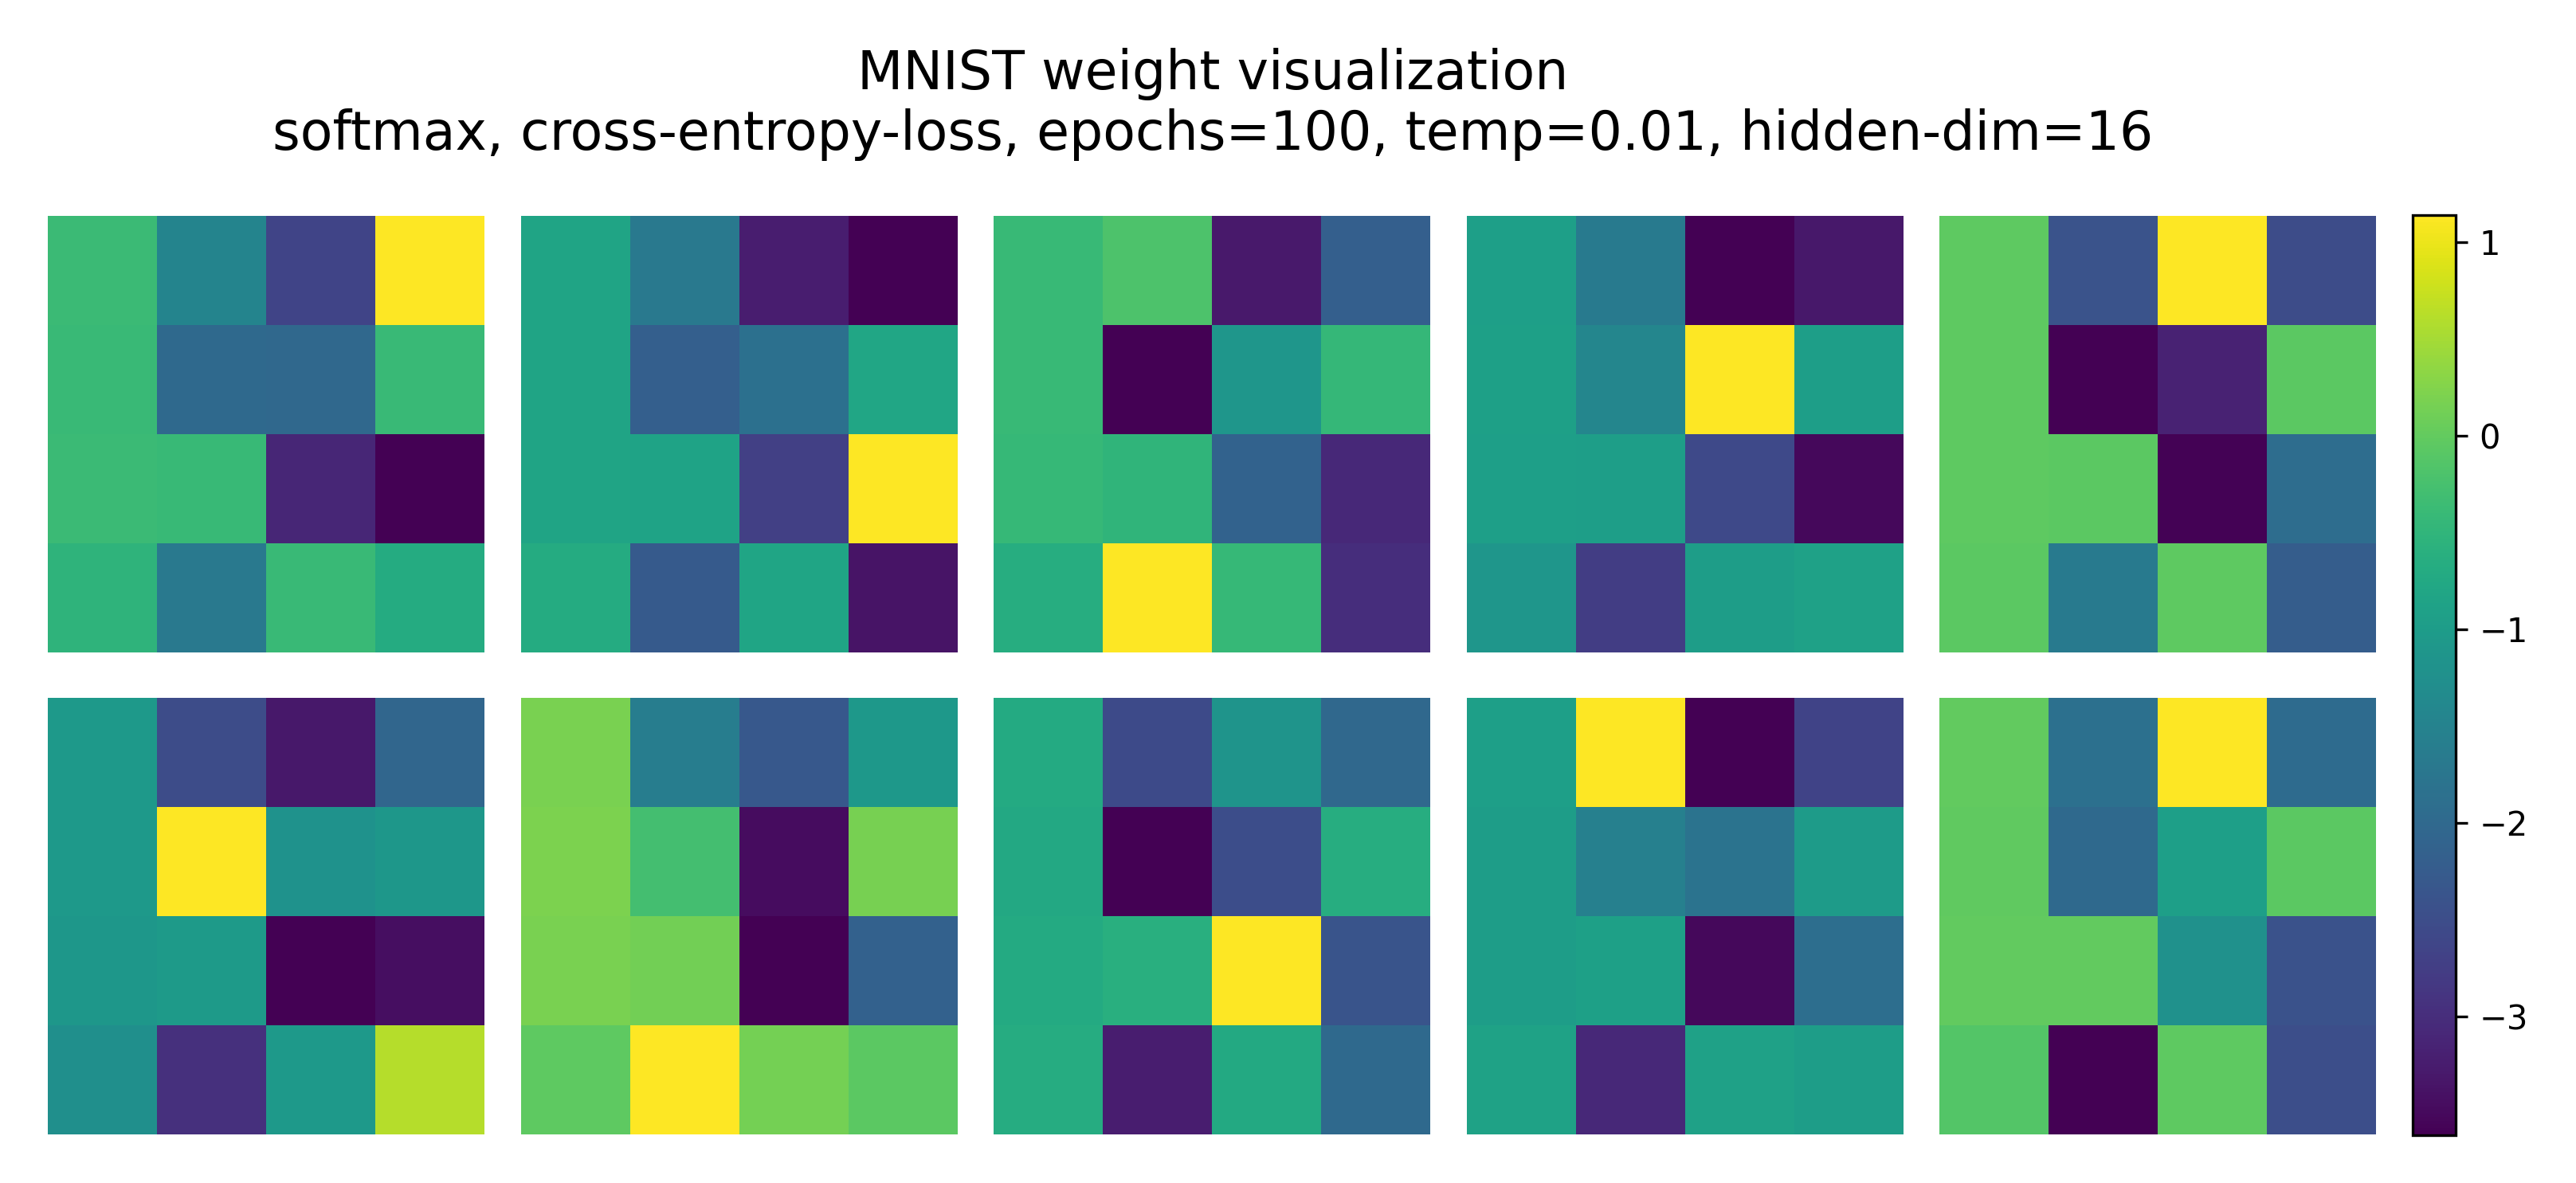 MNIST weight visualization
softmax, cross-entropy-loss, epochs=100, temp=0.01, hidden-dim=16
1
0
−1
−2
−3